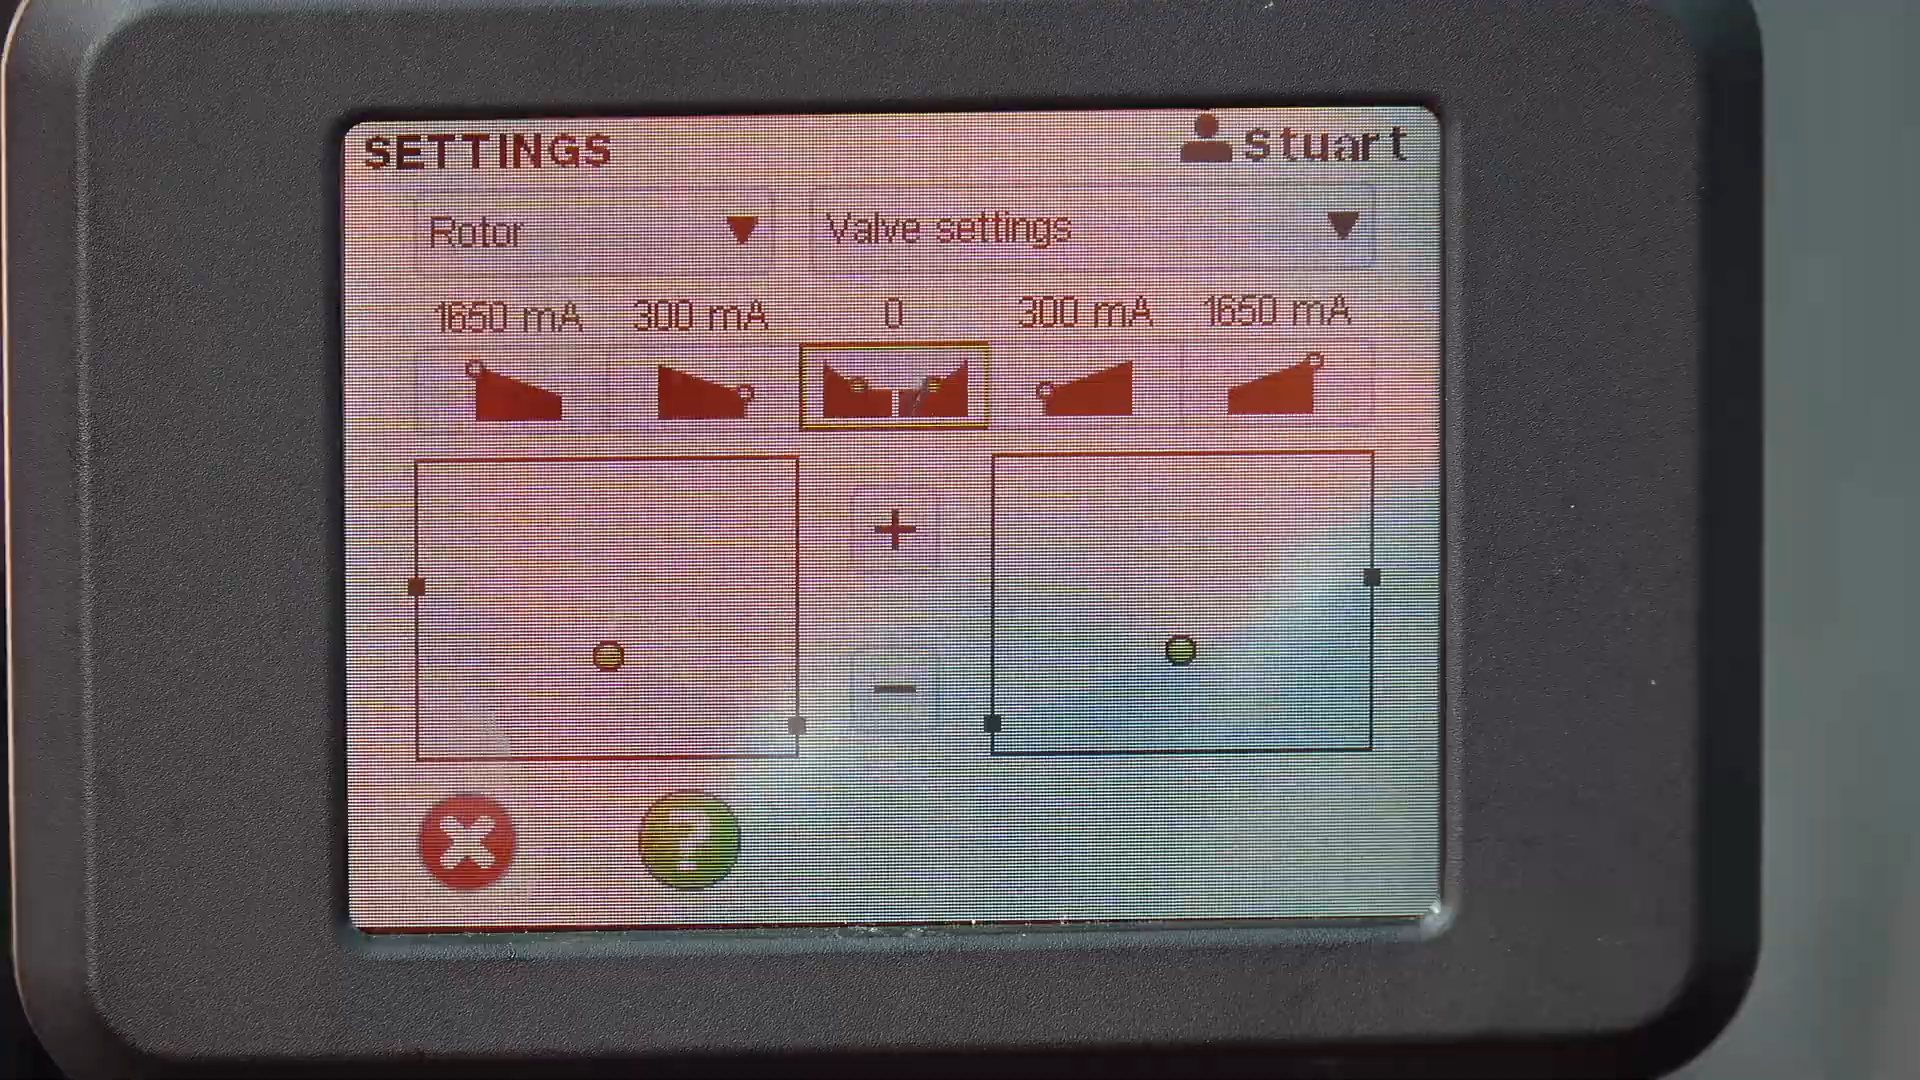 SETTINGS
Stuart
Rotor
Valve settings
1650 mA 300 mA 0 300 mA 1650 mA
+
−
?